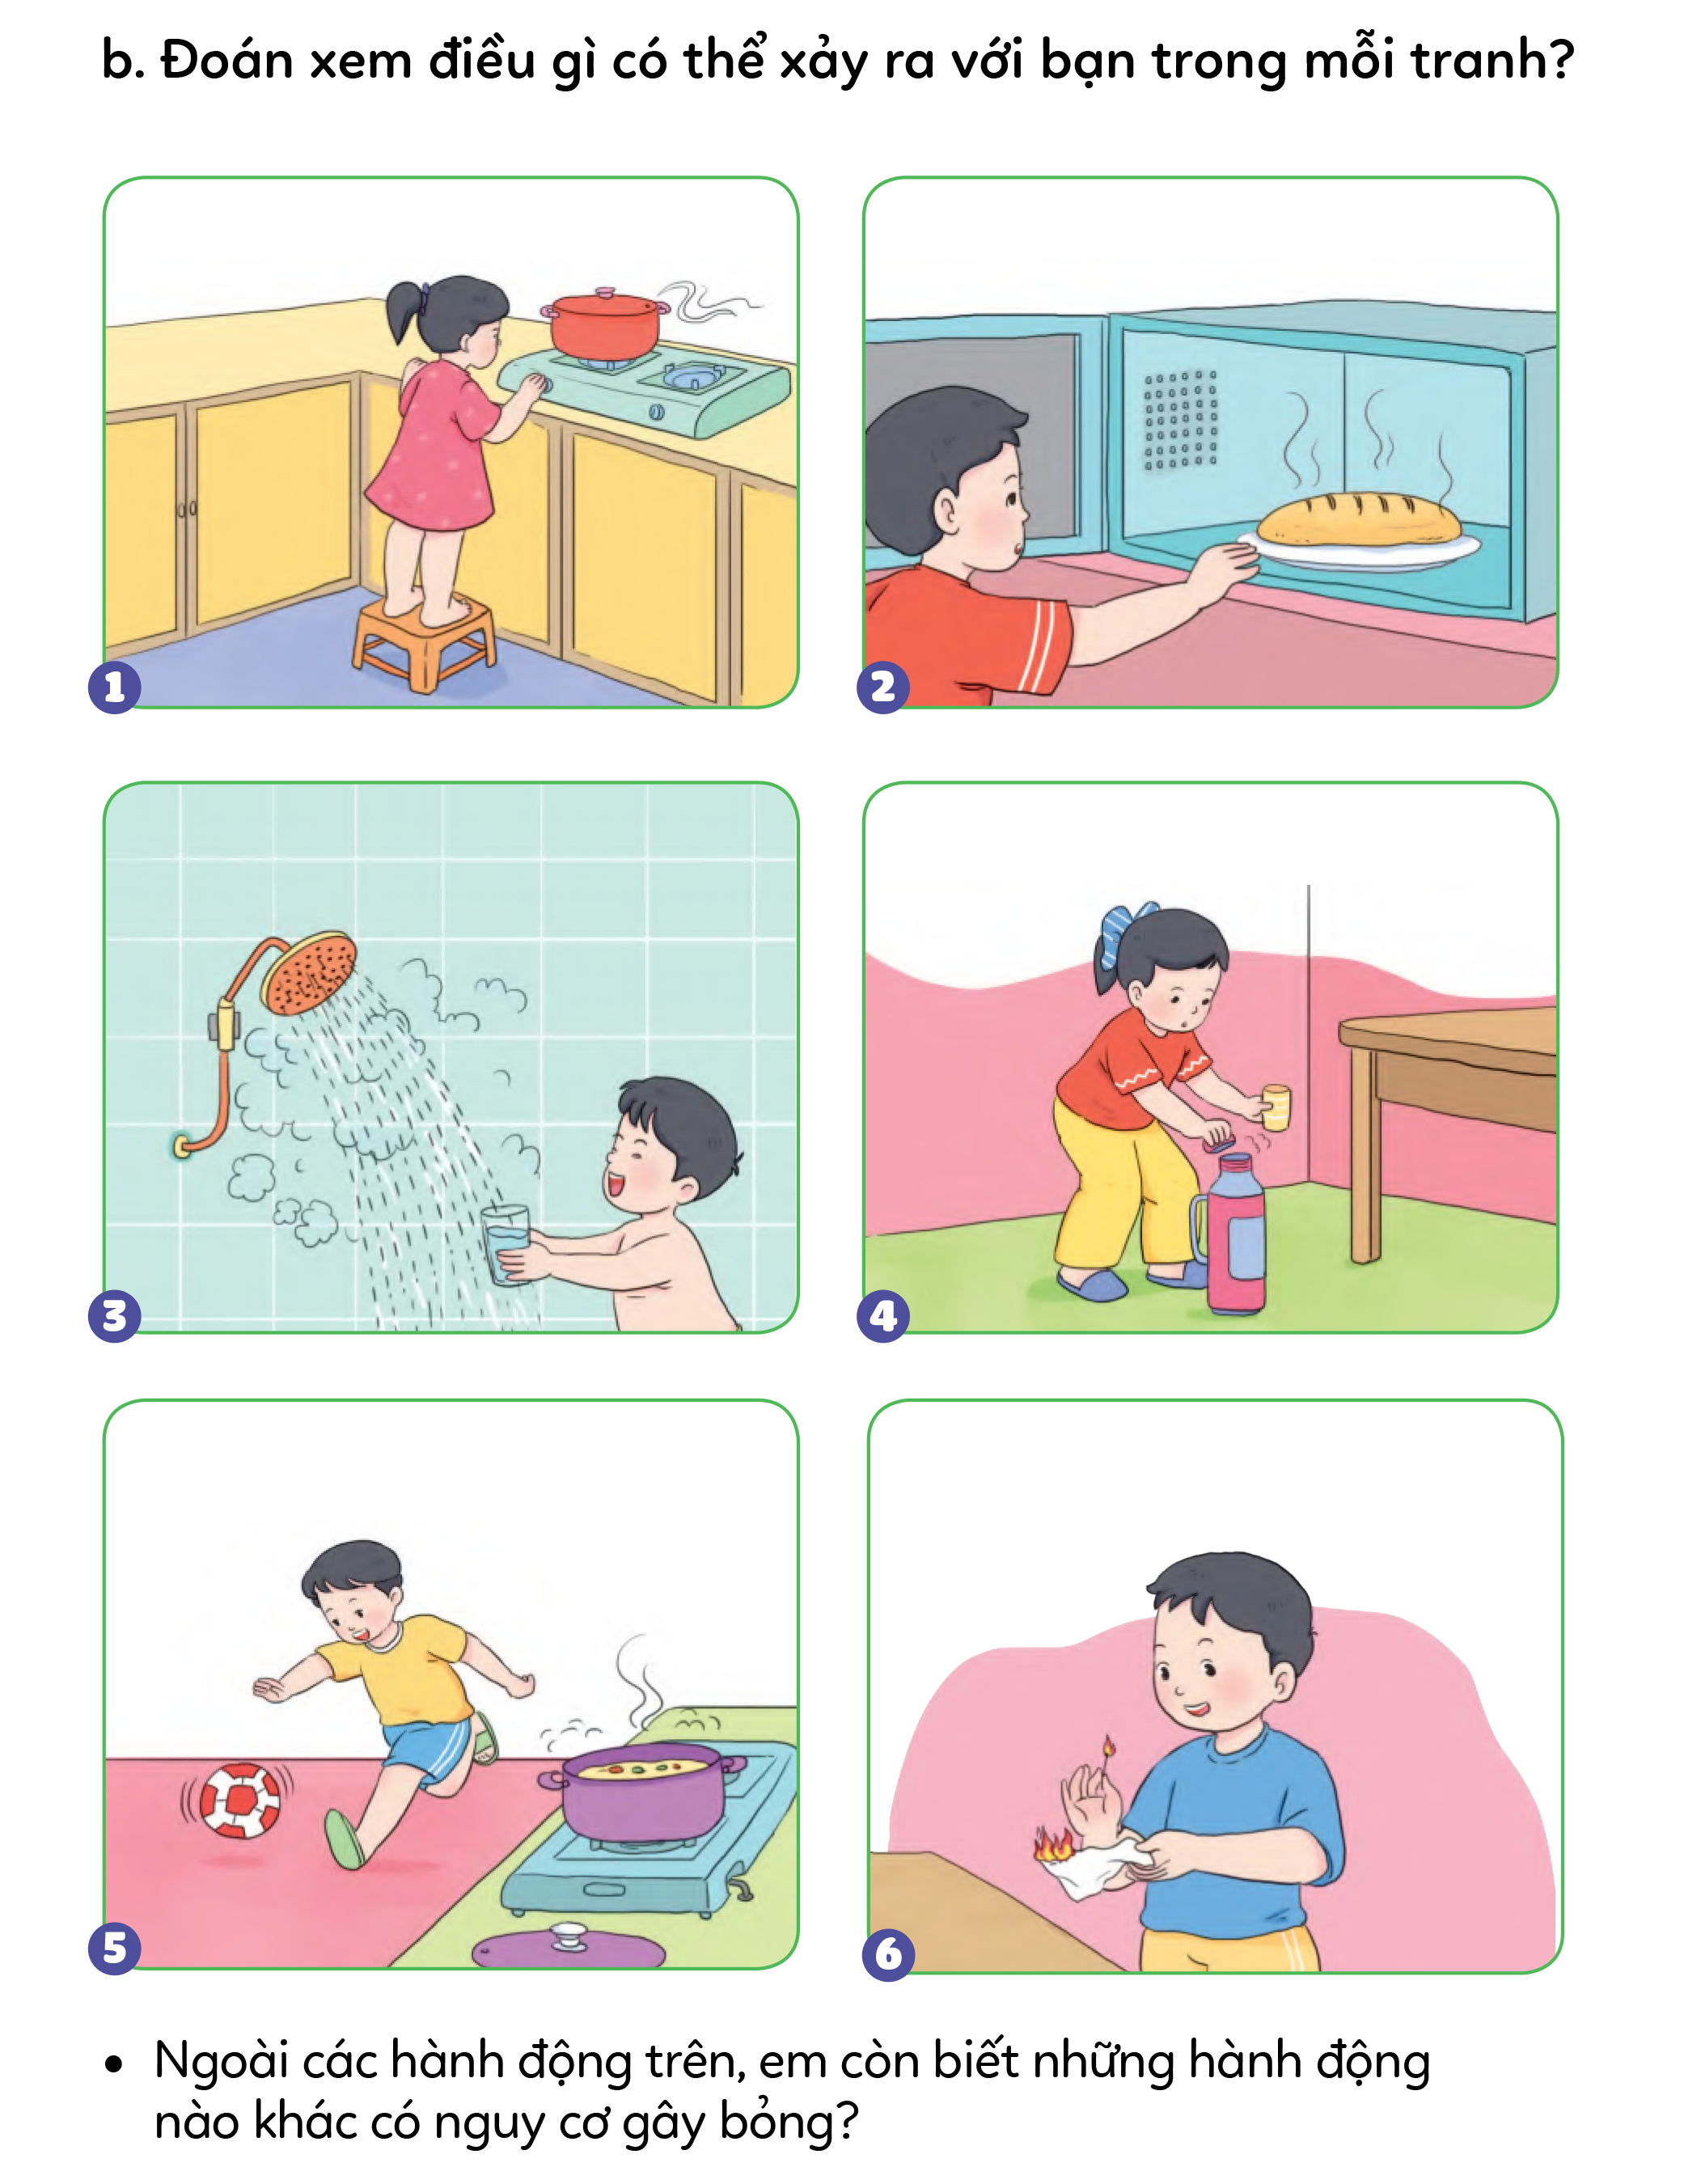 b. Đoán xem điều gì có thể xảy ra với bạn trong mỗi tranh?
1
2
3
4
5
6
• Ngoài các hành động trên, em còn biết những hành động
nào khác có nguy cơ gây bỏng?